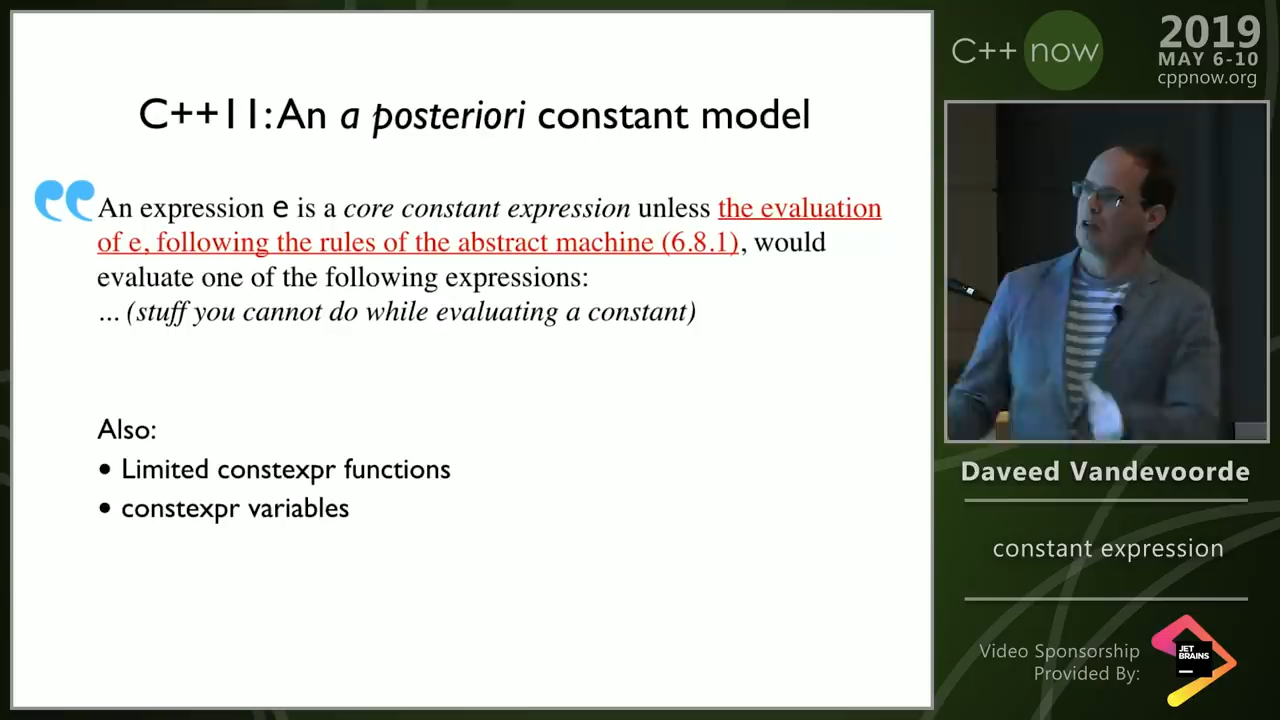 C++11: An a posteriori constant model
An expression e is a core constant expression unless the evaluation
of e, following the rules of the abstract machine (6.8.1), would
evaluate one of the following expressions:
... (stuff you cannot do while evaluating a constant)
Also:
• Limited constexpr functions
• constexpr variables
C++ now
2019
MAY 6-10
cppnow.org
Daveed Vandevoorde
constant expression
Video Sponsorship
Provided By:
JET
BRAINS